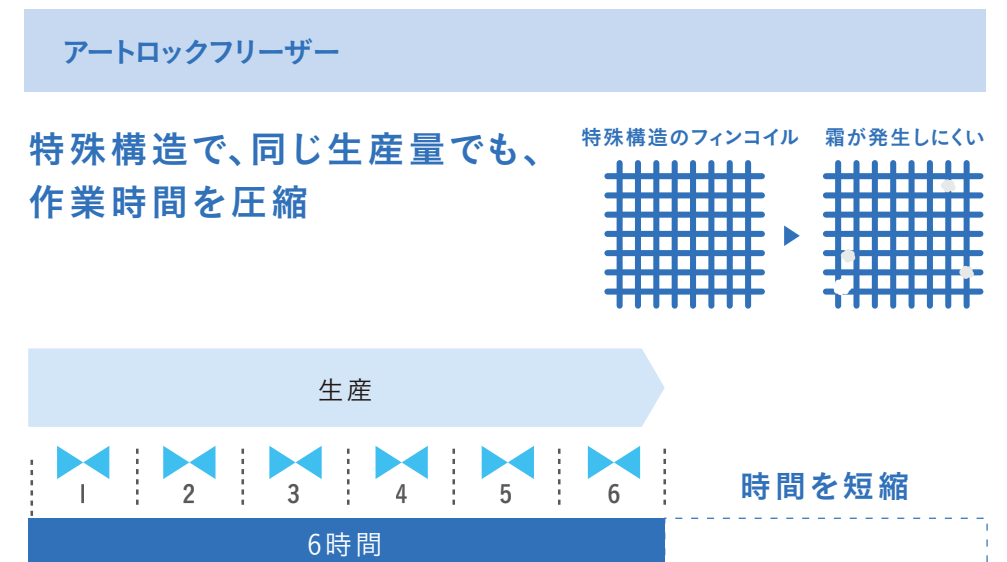 アートロックフリーザー
特殊構造で、同じ生産量でも、
作業時間を圧縮
特殊構造のフィンコイル
霜が発生しにくい
生産
1 2 3 4 5 6
時間を短縮
6時間